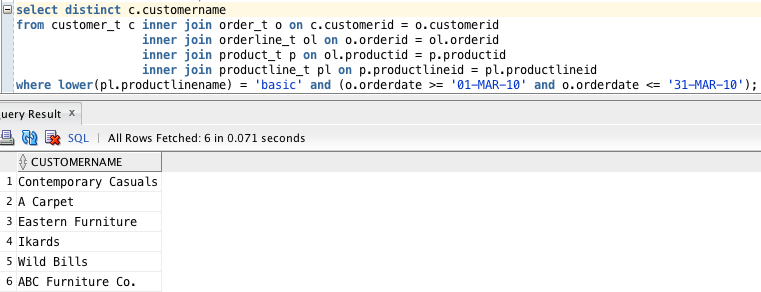 select distinct c.customername
from customer_t c inner join order_t o on c.customerid = o.customerid
inner join orderline_t ol on o.orderid = ol.orderid
inner join product_t p on ol.productid = p.productid
inner join productline_t pl on p.productlineid = pl.productlineid
where lower(pl.productlinename) = 'basic' and (o.orderdate >= '01-MAR-10' and o.orderdate <= '31-MAR-10');
uery Result x
SQL | All Rows Fetched: 6 in 0.071 seconds
CUSTOMERNAME
1 Contemporary Casuals
2 A Carpet
3 Eastern Furniture
4 Ikards
5 Wild Bills
6 ABC Furniture Co.